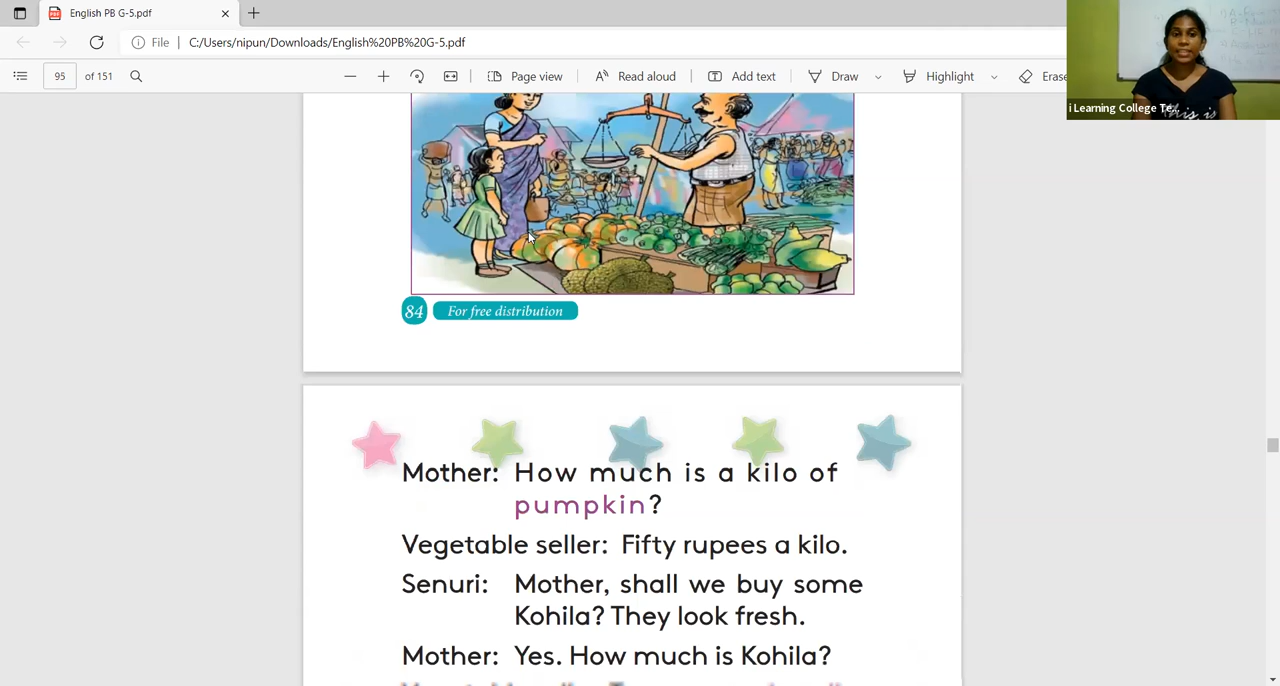 English PB G-5.pdf
File
C:/Users/nipun/Downloads/English%20PB%20G-5.pdf
95 of 151
Page view
Read aloud
Add text
Draw
Highlight
Erase
i Learning College Te...
84 For free distribution
Mother: How much is a kilo of
pumpkin?
Vegetable seller: Fifty rupees a kilo.
Senuri: Mother, shall we buy some
Kohila? They look fresh.
Mother: Yes. How much is Kohila?